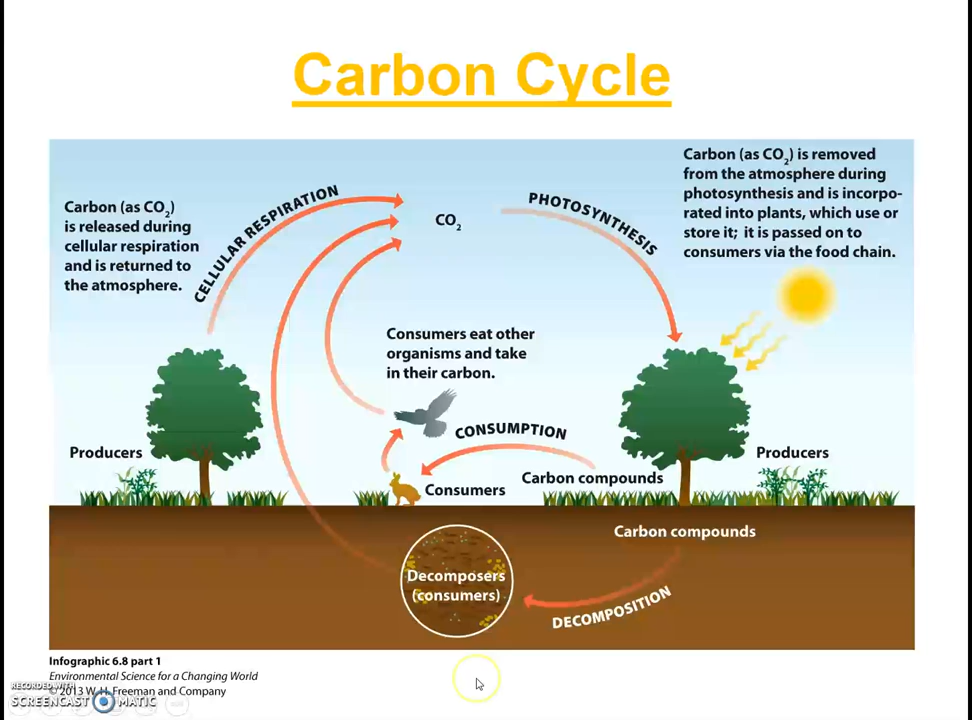 Carbon Cycle
Carbon (as CO₂)
is released during
cellular respiration
and is returned to
the atmosphere.
CELLULAR RESPIRATION
CO₂
PHOTOSYNTHESIS
Carbon (as CO₂) is removed
from the atmosphere during
photosynthesis and is incorpo-
rated into plants, which use or
store it; it is passed on to
consumers via the food chain.
Consumers eat other
organisms and take
in their carbon.
CONSUMPTION
Producers
Producers
Carbon compounds
Consumers
Carbon compounds
Decomposers
(consumers)
DECOMPOSITION
Infographic 6.8 part 1
Environmental Science for a Changing World
© 2013 W. H. Freeman and Company
RECORDED WITH
SCREENCAST MATIC